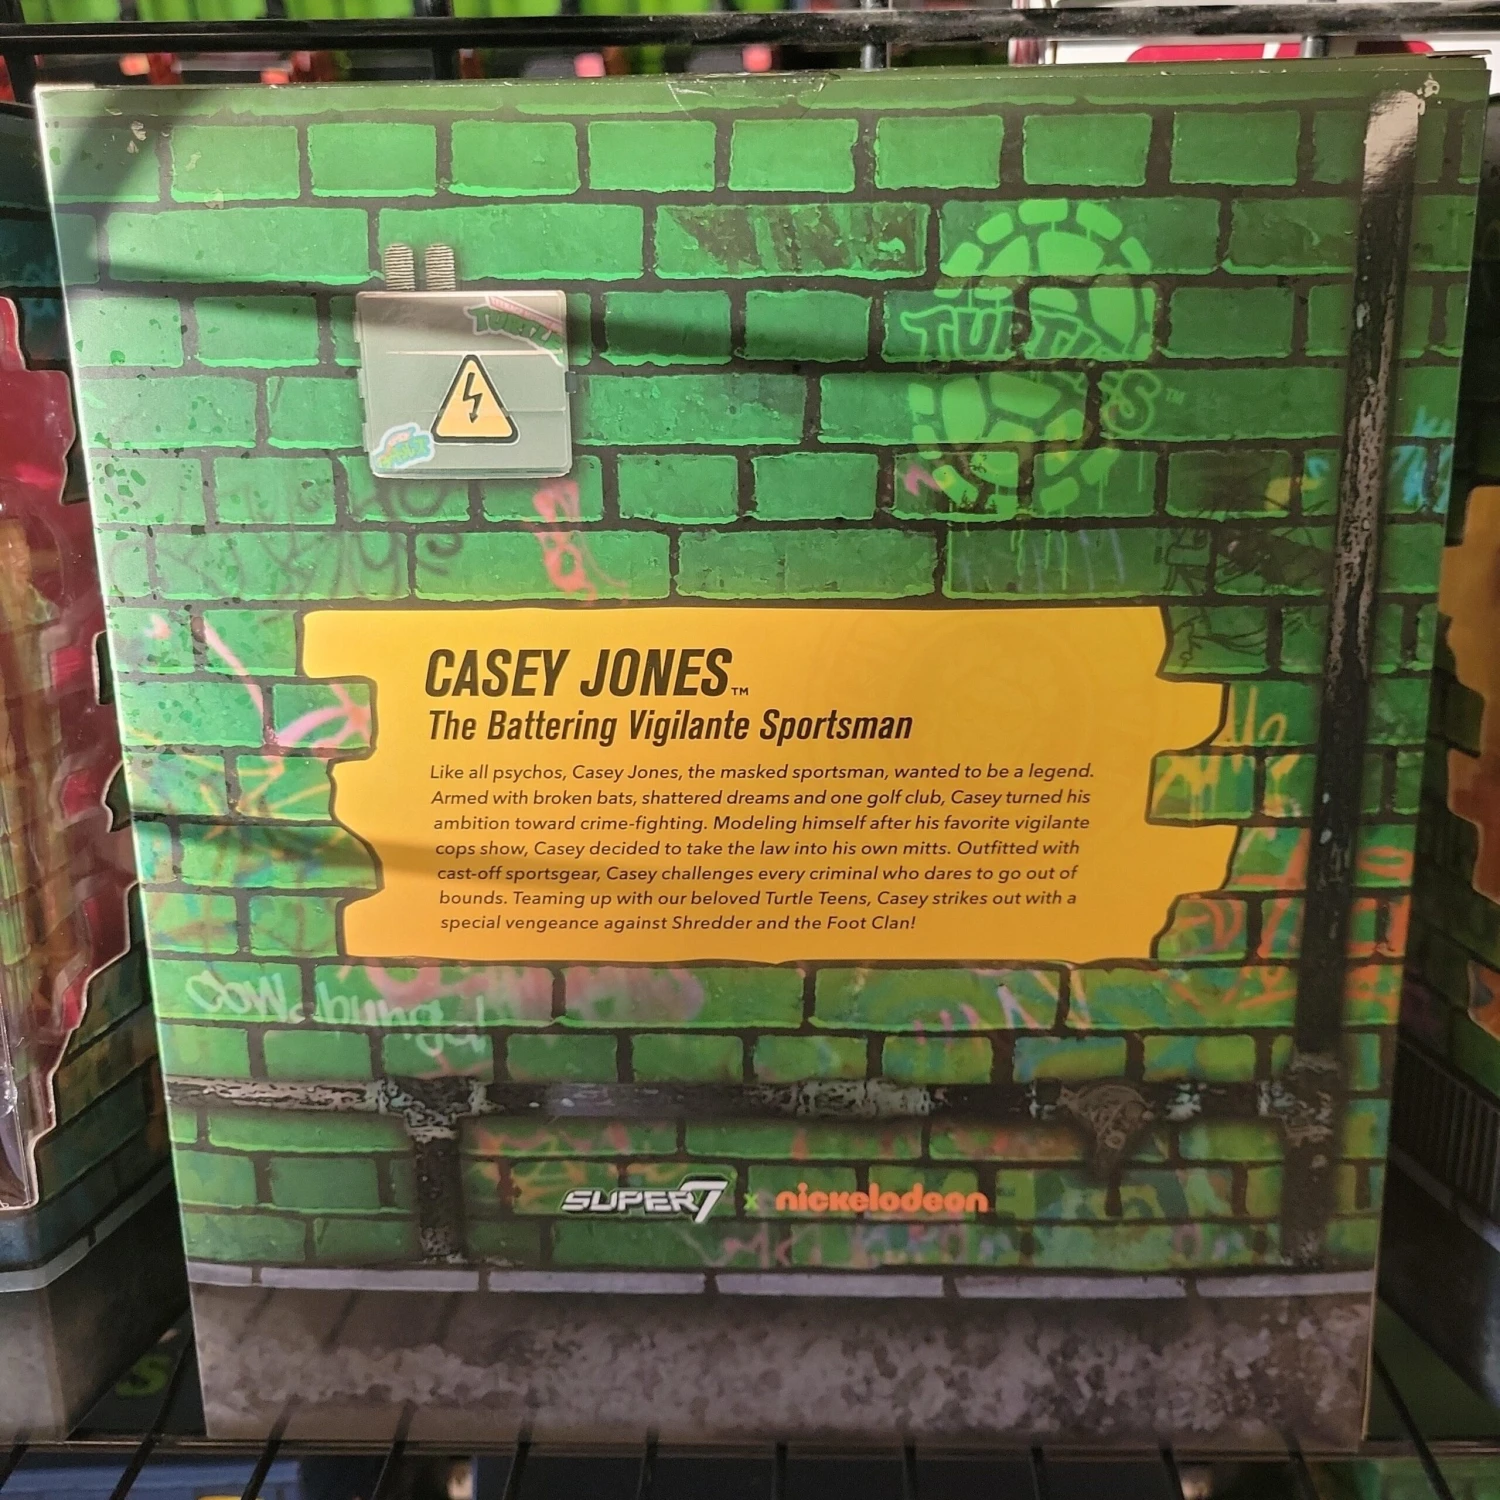 TEENAGE MUTANT NINJA
TURTLES
TURTLES™
CASEY JONES™
The Battering Vigilante Sportsman
Like all psychos, Casey Jones, the masked sportsman, wanted to be a legend.
Armed with broken bats, shattered dreams and one golf club, Casey turned his
ambition toward crime-fighting. Modeling himself after his favorite vigilante
cops show, Casey decided to take the law into his own mitts. Outfitted with
cast-off sportsgear, Casey challenges every criminal who dares to go out of
bounds. Teaming up with our beloved Turtle Teens, Casey strikes out with a
special vengeance against Shredder and the Foot Clan!
SUPER7 x nickelodeon